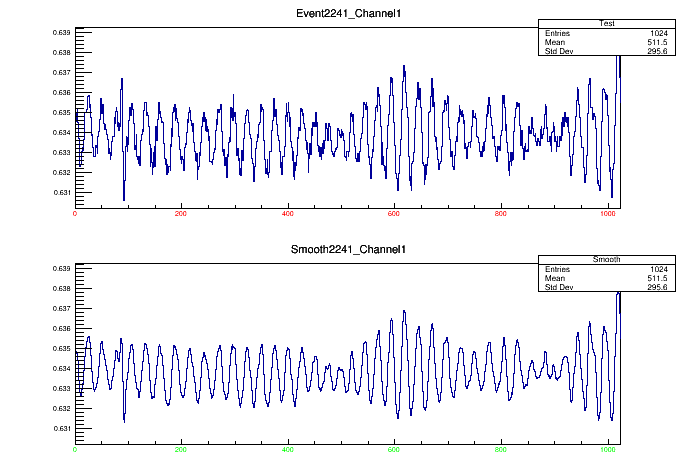 Event2241_Channel1
Test
Entries 1024
Mean 511.5
Std Dev 295.6
0.639
0.638
0.637
0.636
0.635
0.634
0.633
0.632
0.631
0 200 400 600 800 1000
Smooth2241_Channel1
Smooth
Entries 1024
Mean 511.5
Std Dev 295.6
0.639
0.638
0.637
0.636
0.635
0.634
0.633
0.632
0.631
0 200 400 600 800 1000